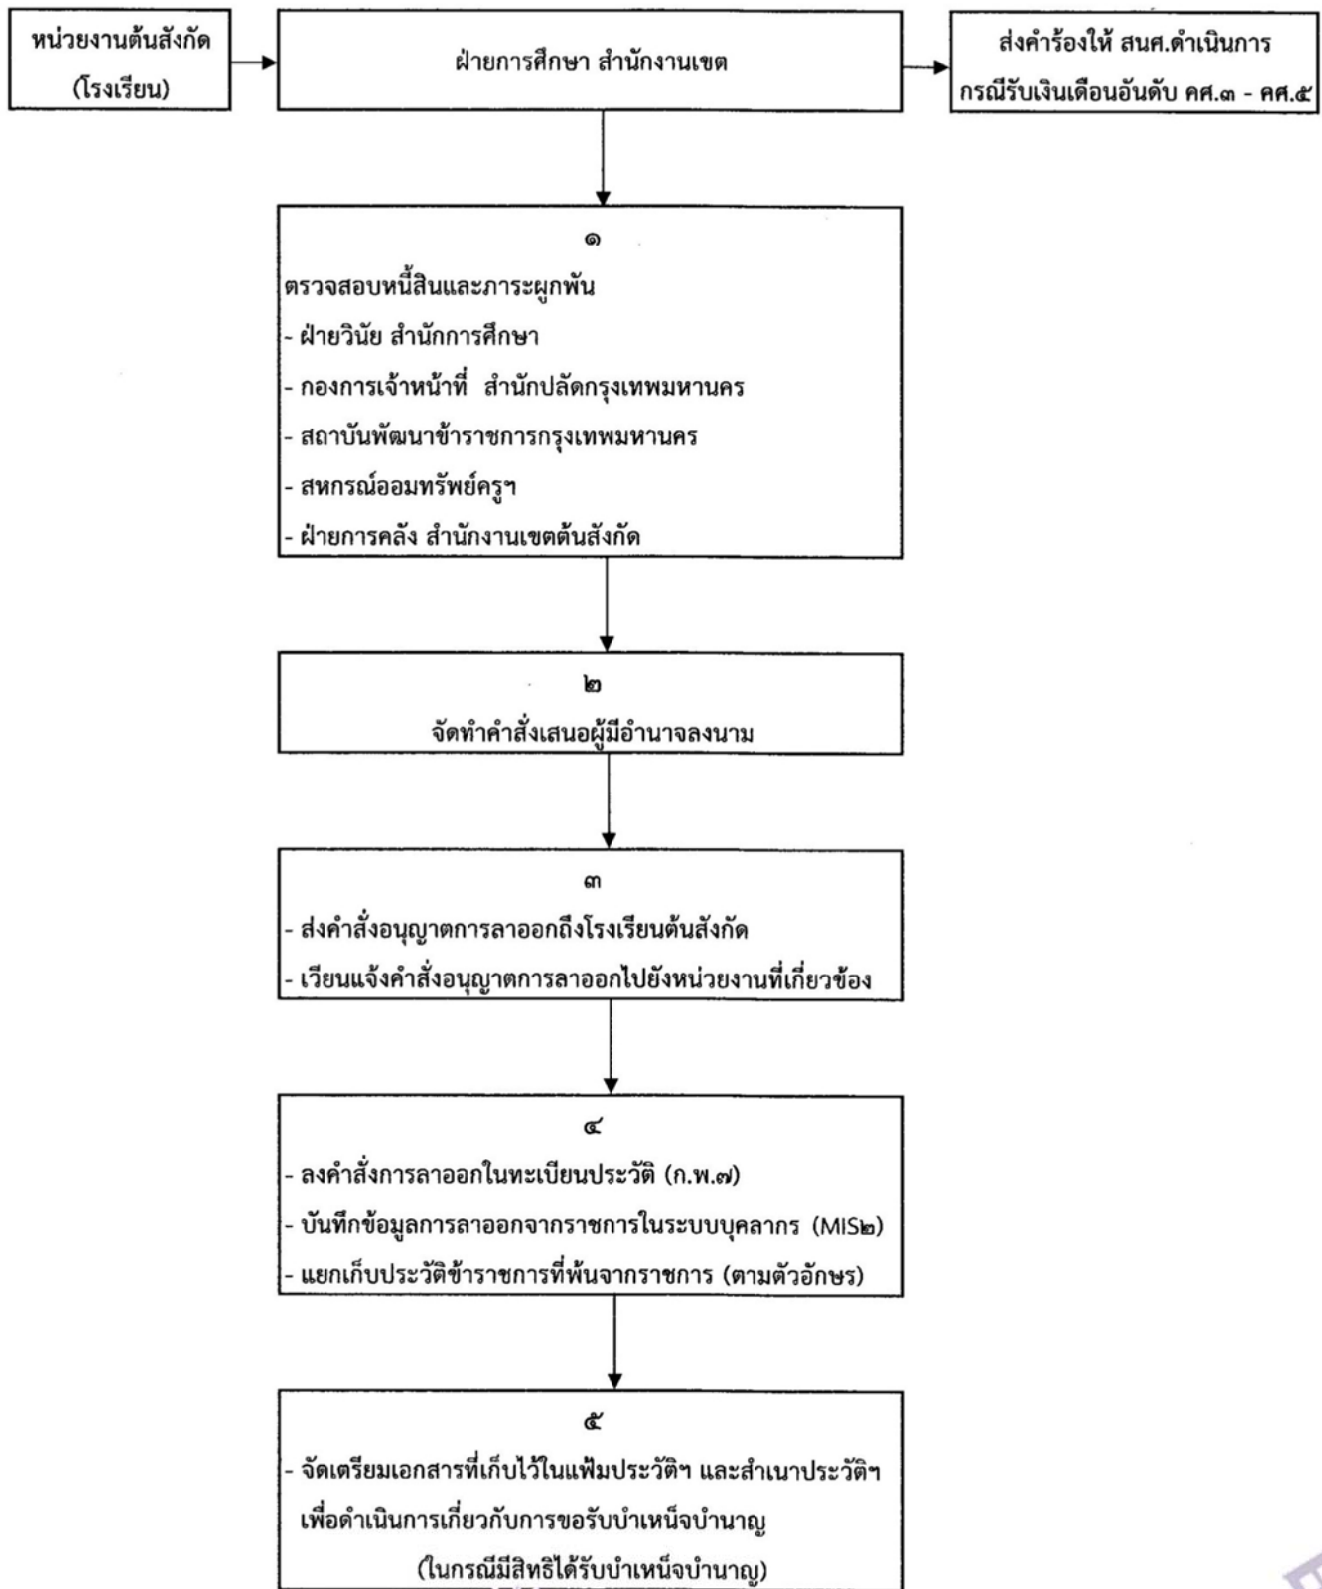 หน่วยงานต้นสังกัด
(โรงเรียน)
ฝ่ายการศึกษา สำนักงานเขต
ส่งคำร้องให้ สนศ.ดำเนินการ
กรณีรับเงินเดือนอันดับ คศ.๓ - คศ.๕
๑
ตรวจสอบหนี้สินและภาระผูกพัน
- ฝ่ายวินัย สำนักการศึกษา
- กองการเจ้าหน้าที่ สำนักปลัดกรุงเทพมหานคร
- สถาบันพัฒนาข้าราชการกรุงเทพมหานคร
- สหกรณ์ออมทรัพย์ครูฯ
- ฝ่ายการคลัง สำนักงานเขตต้นสังกัด
๒
จัดทำคำสั่งเสนอผู้มีอำนาจลงนาม
๓
- ส่งคำสั่งอนุญาตการลาออกถึงโรงเรียนต้นสังกัด
- เวียนแจ้งคำสั่งอนุญาตการลาออกไปยังหน่วยงานที่เกี่ยวข้อง
๔
- ลงคำสั่งการลาออกในทะเบียนประวัติ (ก.พ.๗)
- บันทึกข้อมูลการลาออกจากราชการในระบบบุคลากร (MIS๒)
- แยกเก็บประวัติข้าราชการที่พ้นจากราชการ (ตามตัวอักษร)
๕
- จัดเตรียมเอกสารที่เก็บไว้ในแฟ้มประวัติฯ และสำเนาประวัติฯ
เพื่อดำเนินการเกี่ยวกับการขอรับบำเหน็จบำนาญ
(ในกรณีมีสิทธิได้รับบำเหน็จบำนาญ)